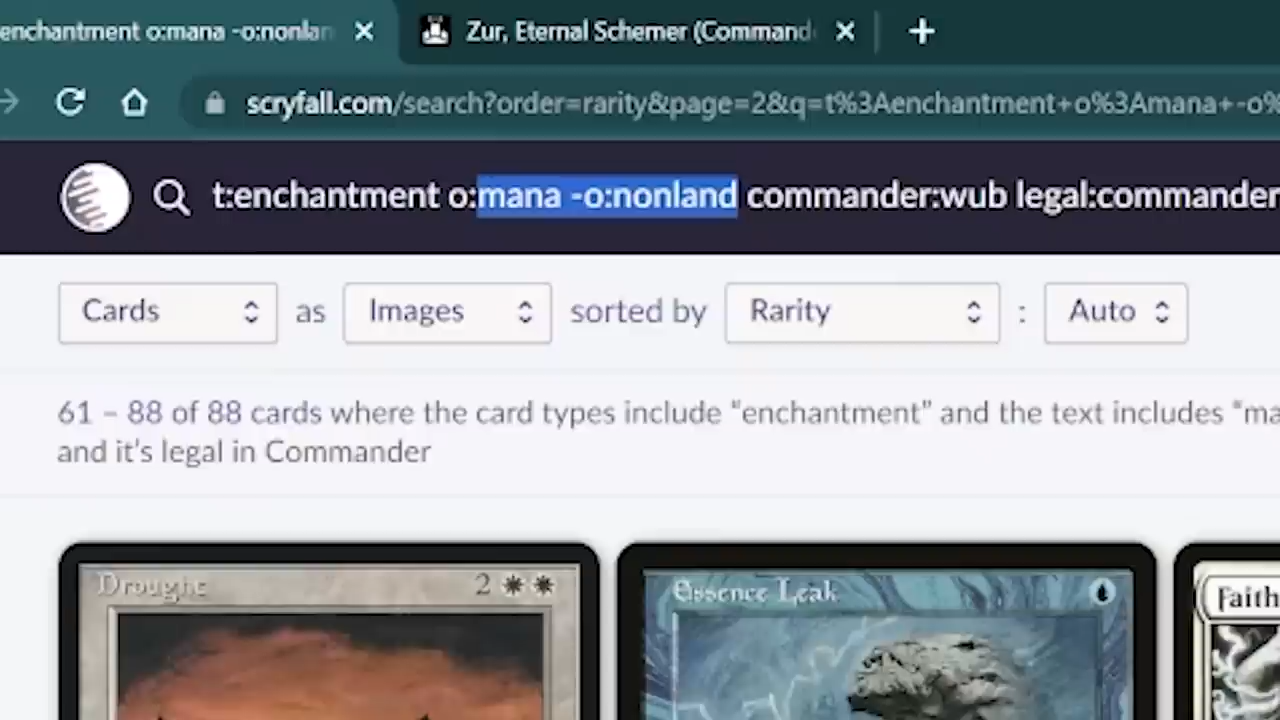 enchantment o:mana -o:nonlan
Zur, Eternal Schemer (Command
scryfall.com/search?order=rarity&page=2&q=t%3Aenchantment+o%3Amana+-o%
t:enchantment o:mana -o:nonland commander:wub legal:commander
Cards as Images sorted by Rarity : Auto
61 – 88 of 88 cards where the card types include “enchantment” and the text includes “ma
and it’s legal in Commander
Drought 2
Essence Leak
Faith